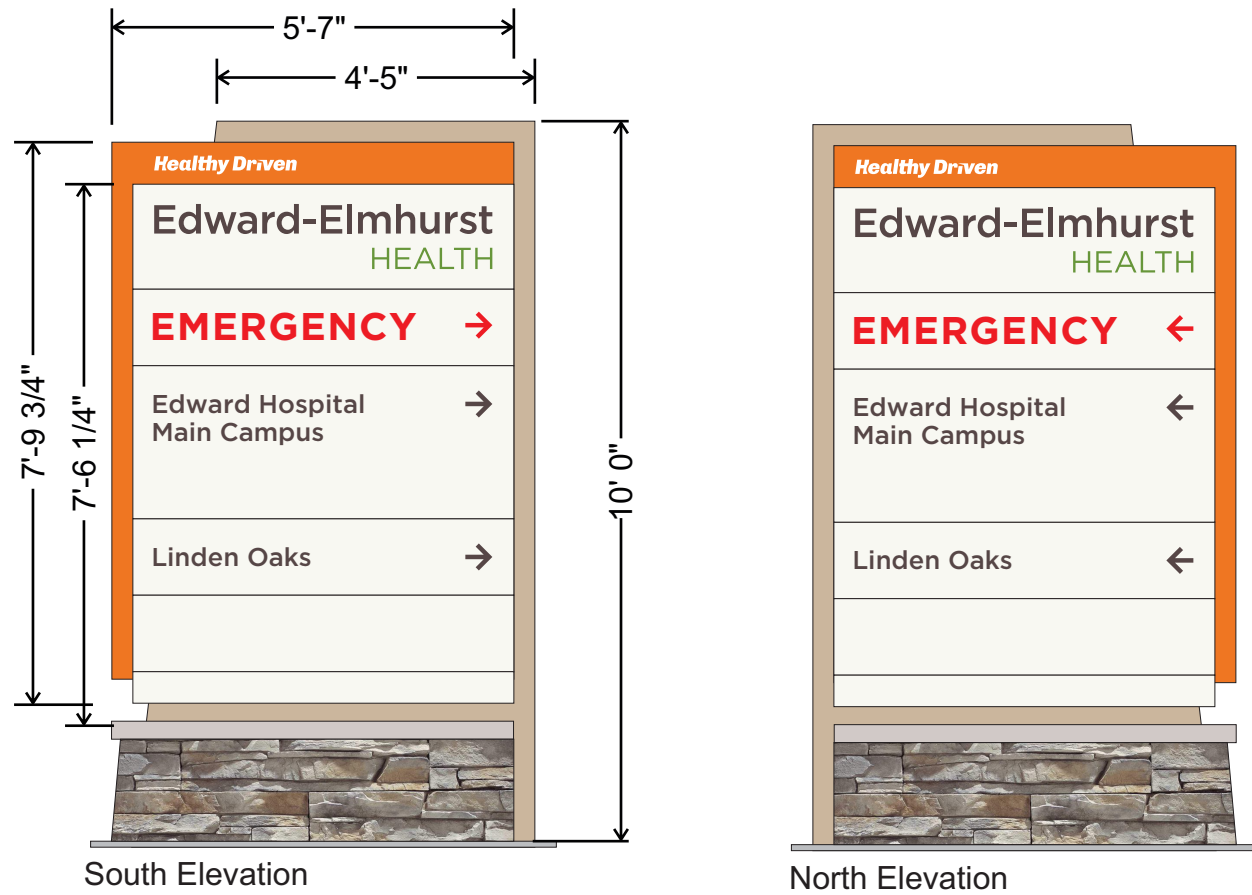 5'-7"
4'-5"
7'-9 3/4"
7'-6 1/4"
10' 0"
Healthy Driven
Edward-Elmhurst
HEALTH
EMERGENCY →
Edward Hospital →
Main Campus
Linden Oaks →
South Elevation
Healthy Driven
Edward-Elmhurst
HEALTH
EMERGENCY ←
Edward Hospital ←
Main Campus
Linden Oaks ←
North Elevation